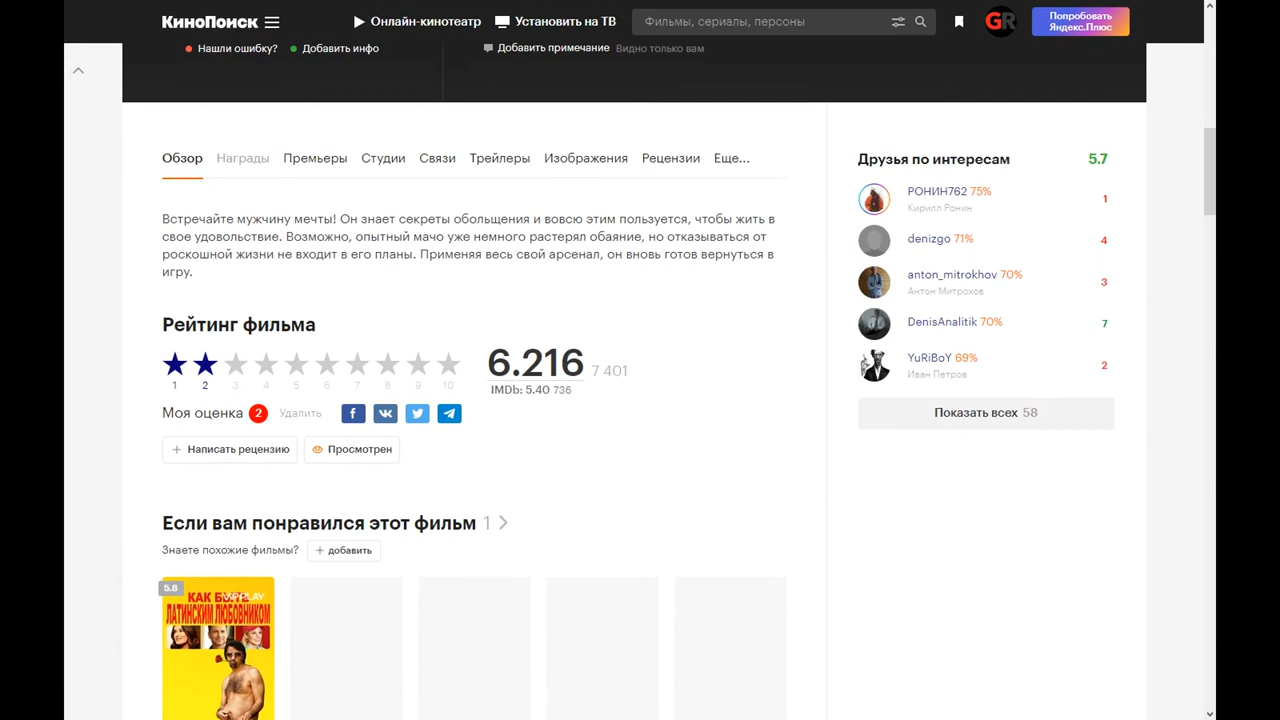 КиноПоиск
Онлайн-кинотеатр
Установить на ТВ
Фильмы, сериалы, персоны
GR
Попробовать
Яндекс.Плюс
Нашли ошибку?
Добавить инфо
Добавить примечание Видно только вам
Обзор Награды Премьеры Студии Связи Трейлеры Изображения Рецензии Еще...
Встречайте мужчину мечты! Он знает секреты обольщения и вовсю этим пользуется, чтобы жить в
свое удовольствие. Возможно, опытный мачо уже немного растерял обаяние, но отказываться от
роскошной жизни не входит в его планы. Применяя весь свой арсенал, он вновь готов вернуться в
игру.
Рейтинг фильма
1 2 3 4 5 6 7 8 9 10
6.216 7 401
IMDb: 5.40 736
Моя оценка 2 Удалить
+ Написать рецензию
Просмотрен
Если вам понравился этот фильм 1
Знаете похожие фильмы? + добавить
5.8
КАК БЫТЬ
ЛАТИНСКИМ ЛЮБОВНИКОМ
Друзья по интересам 5.7
РОНИН762 75% 1
Кирилл Ронин
denizgo 71% 4
anton_mitrokhov 70% 3
Антон Митрохов
DenisAnalitik 70% 7
YuRiBoY 69% 2
Иван Петров
Показать всех 58